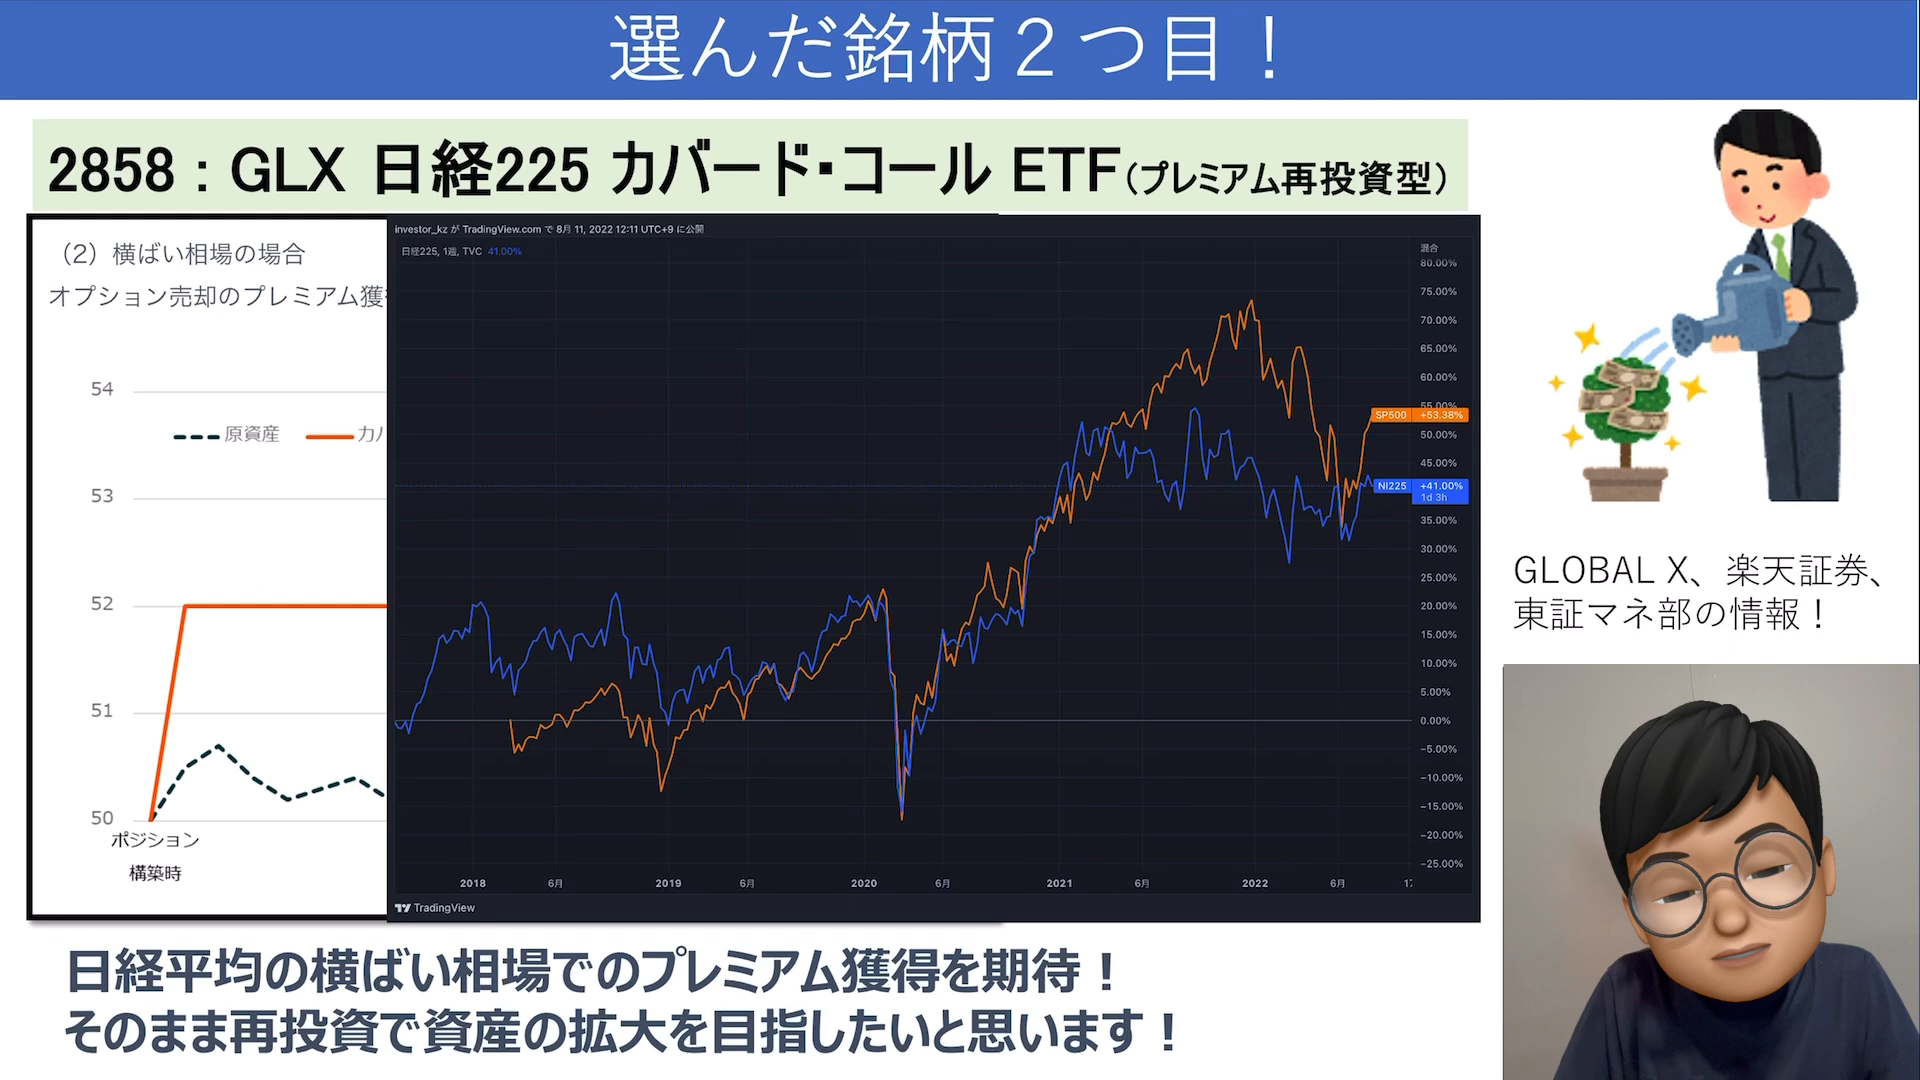 選んだ銘柄２つ目！
2858：GLX 日経225 カバード・コール ETF（プレミアム再投資型）
（2）横ばい相場の場合
オプション売却のプレミアム獲
54
原資産
カ
53
52
51
50
ポジション
構築時
investor_kz が TradingView.com で 8月 11, 2022 12:11 UTC+9 に公開
日経225, 1週, TVC 41.00%
混合
80.00%
75.00%
70.00%
65.00%
60.00%
55.00%
SP500 +53.38%
50.00%
45.00%
NI225 +41.00%
1d 3h
35.00%
30.00%
25.00%
20.00%
15.00%
10.00%
5.00%
0.00%
−5.00%
−10.00%
−15.00%
−20.00%
−25.00%
2018 6月 2019 6月 2020 6月 2021 6月 2022 6月
TradingView
GLOBAL X、楽天証券、
東証マネ部の情報！
日経平均の横ばい相場でのプレミアム獲得を期待！
そのまま再投資で資産の拡大を目指したいと思います！